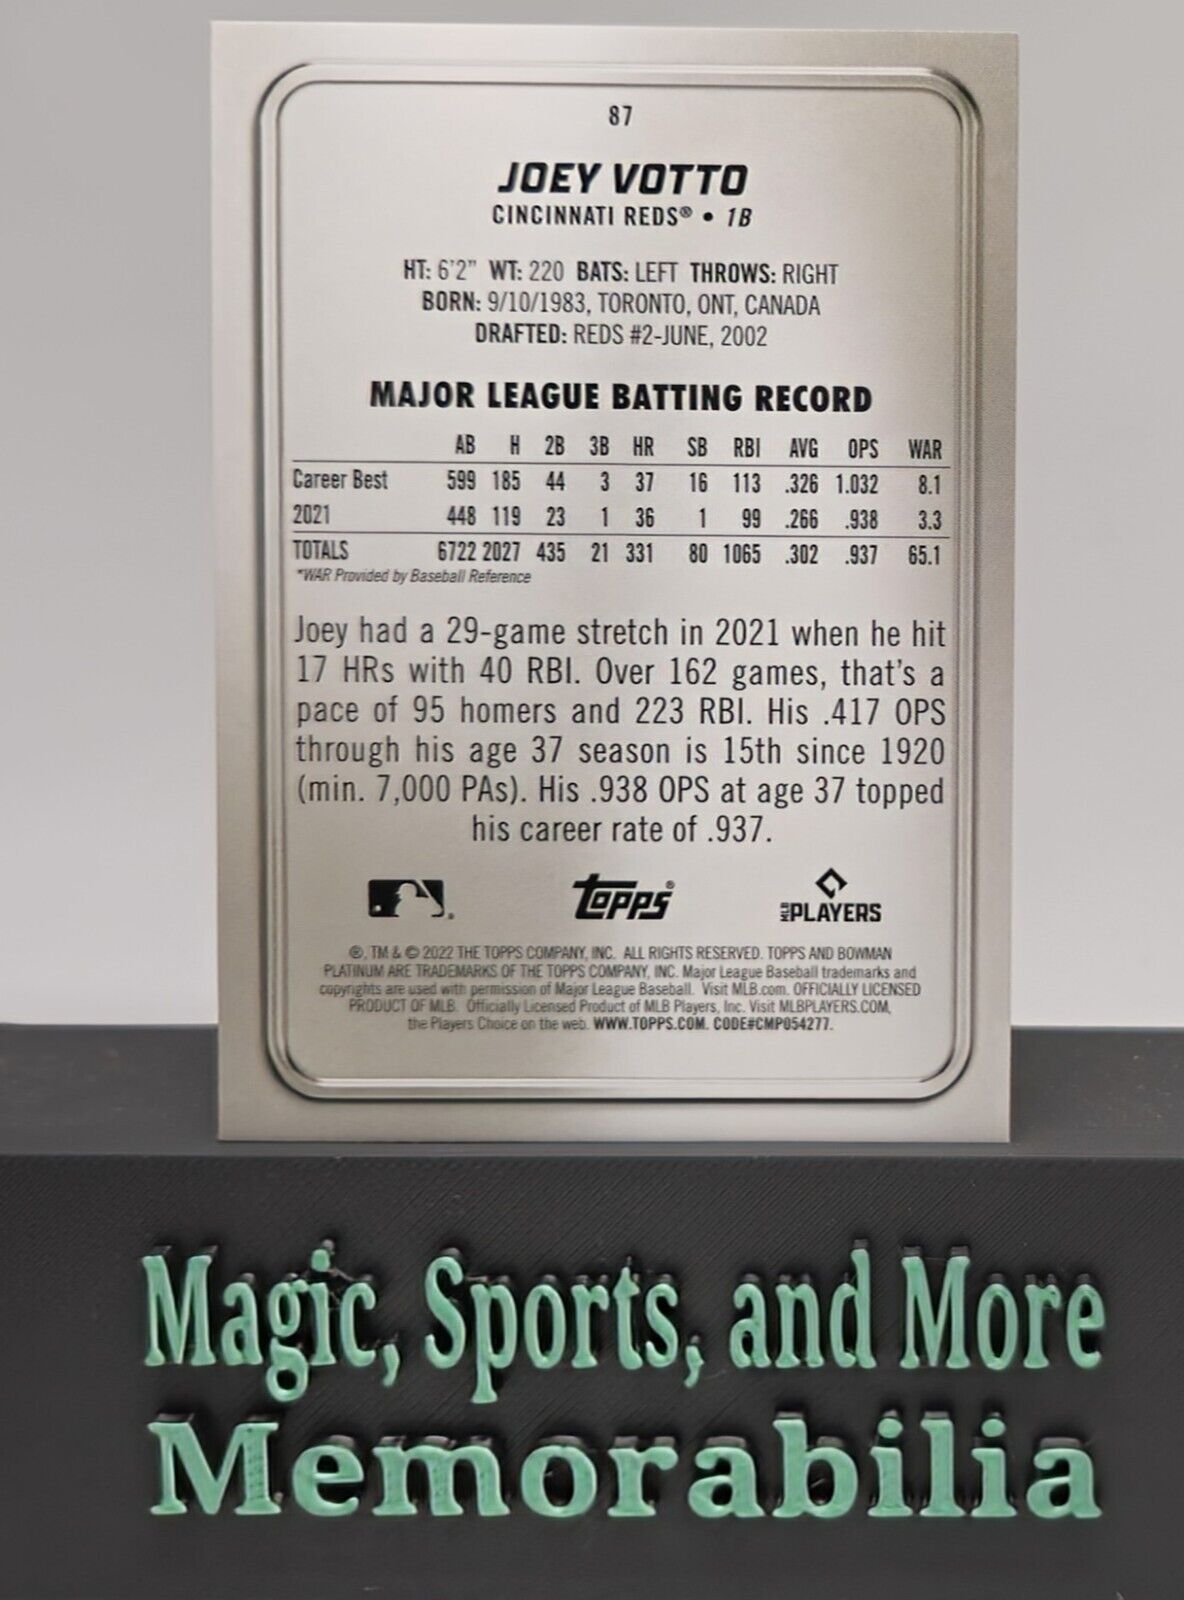 87
JOEY VOTTO
CINCINNATI REDS® • 1B
HT: 6'2" WT: 220 BATS: LEFT THROWS: RIGHT
BORN: 9/10/1983, TORONTO, ONT, CANADA
DRAFTED: REDS #2-JUNE, 2002
MAJOR LEAGUE BATTING RECORD
AB H 2B 3B HR SB RBI AVG OPS WAR
Career Best 599 185 44 3 37 16 113 .326 1.032 8.1
2021 448 119 23 1 36 1 99 .266 .938 3.3
TOTALS 6722 2027 435 21 331 80 1065 .302 .937 65.1
*WAR Provided by Baseball Reference
Joey had a 29-game stretch in 2021 when he hit
17 HRs with 40 RBI. Over 162 games, that's a
pace of 95 homers and 223 RBI. His .417 OPS
through his age 37 season is 15th since 1920
(min. 7,000 PAs). His .938 OPS at age 37 topped
his career rate of .937.
TOPPS® MLB PLAYERS
®, TM & © 2022 THE TOPPS COMPANY, INC. ALL RIGHTS RESERVED. TOPPS AND BOWMAN
PLATINUM ARE TRADEMARKS OF THE TOPPS COMPANY, INC. Major League Baseball trademarks and
copyrights are used with permission of Major League Baseball. Visit MLB.com. OFFICIALLY LICENSED
PRODUCT OF MLB. Officially Licensed Product of MLB Players, Inc. Visit MLBPLAYERS.COM,
the Players Choice on the web. WWW.TOPPS.COM. CODE#CMP054277.
Magic, Sports, and More
Memorabilia